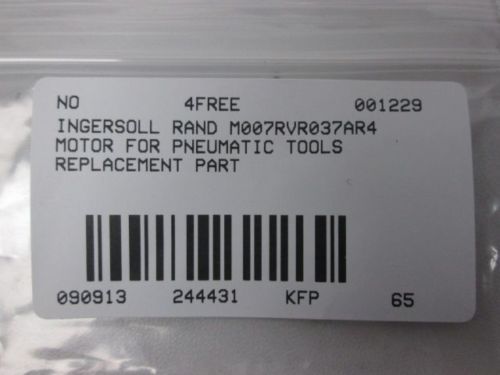 NO 4FREE 001229
INGERSOLL RAND M007RVR037AR4
MOTOR FOR PNEUMATIC TOOLS
REPLACEMENT PART
090913 244431 KFP 65